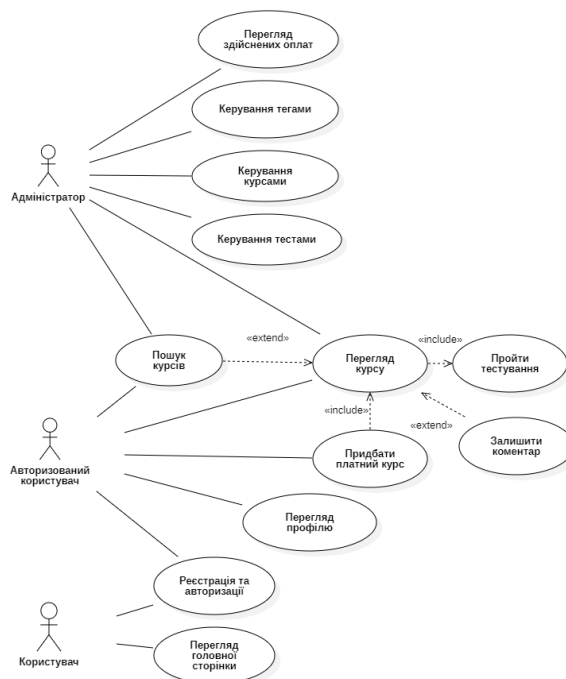 Перегляд
здійснених оплат
Керування тегами
Адміністратор
Керування
курсами
Керування тестами
Пошук
курсів
«extend»
Перегляд
курсу
«include»
Пройти
тестування
«include»
«extend»
Залишити
коментар
Авторизований
користувач
Придбати
платний курс
Перегляд
профілю
Реєстрація та
авторизації
Користувач
Перегляд
головної
сторінки